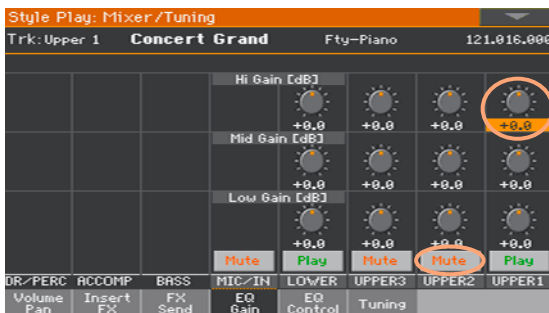 Style Play: Mixer/Tuning
Trk: Upper 1 Concert Grand Fty-Piano 121.016.000
Hi Gain [dB]
+0.0 +0.0 +0.0 +0.0
Mid Gain [dB]
+0.0 +0.0 +0.0 +0.0
Low Gain [dB]
+0.0 +0.0 +0.0 +0.0
Mute Play Mute Mute Play
DR/PERC ACCOMP BASS MIC/IN LOWER UPPER3 UPPER2 UPPER1
Volume Insert FX EQ EQ Tuning
Pan FX Send Gain Control